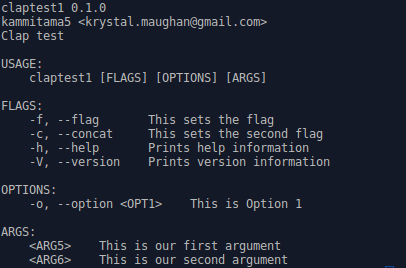 claptest1 0.1.0
kammitama5 <krystal.maughan@gmail.com>
Clap test
USAGE:
claptest1 [FLAGS] [OPTIONS] [ARGS]
FLAGS:
-f, --flag This sets the flag
-c, --concat This sets the second flag
-h, --help Prints help information
-V, --version Prints version information
OPTIONS:
-o, --option <OPT1> This is Option 1
ARGS:
<ARG5> This is our first argument
<ARG6> This is our second argument